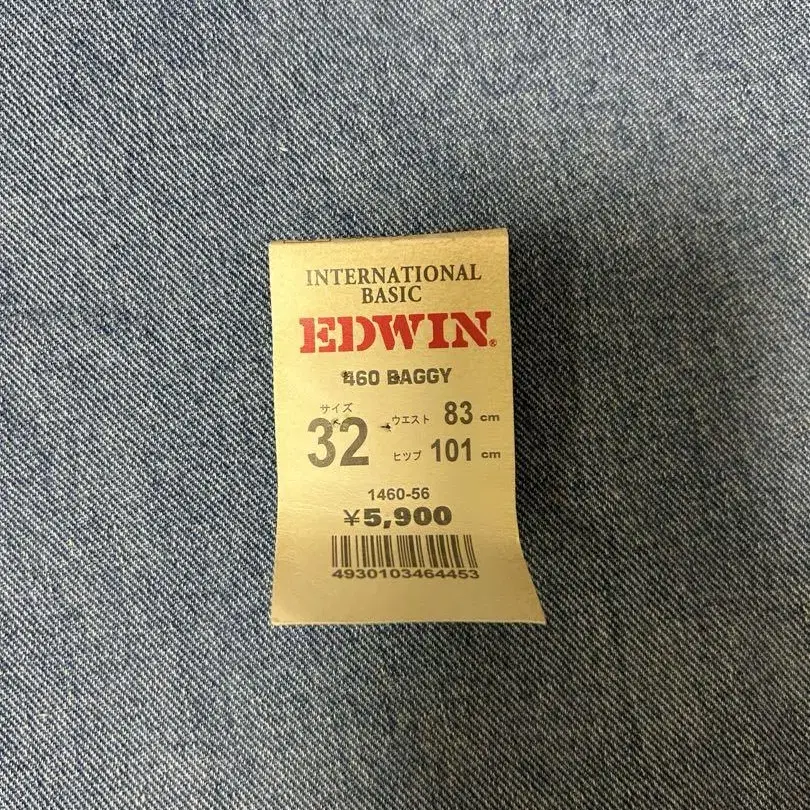 INTERNATIONAL
BASIC
EDWIN®
460 BAGGY
サイズ
32
ウエスト 83 cm
ヒップ 101 cm
1460-56
¥5,900
4930103464453